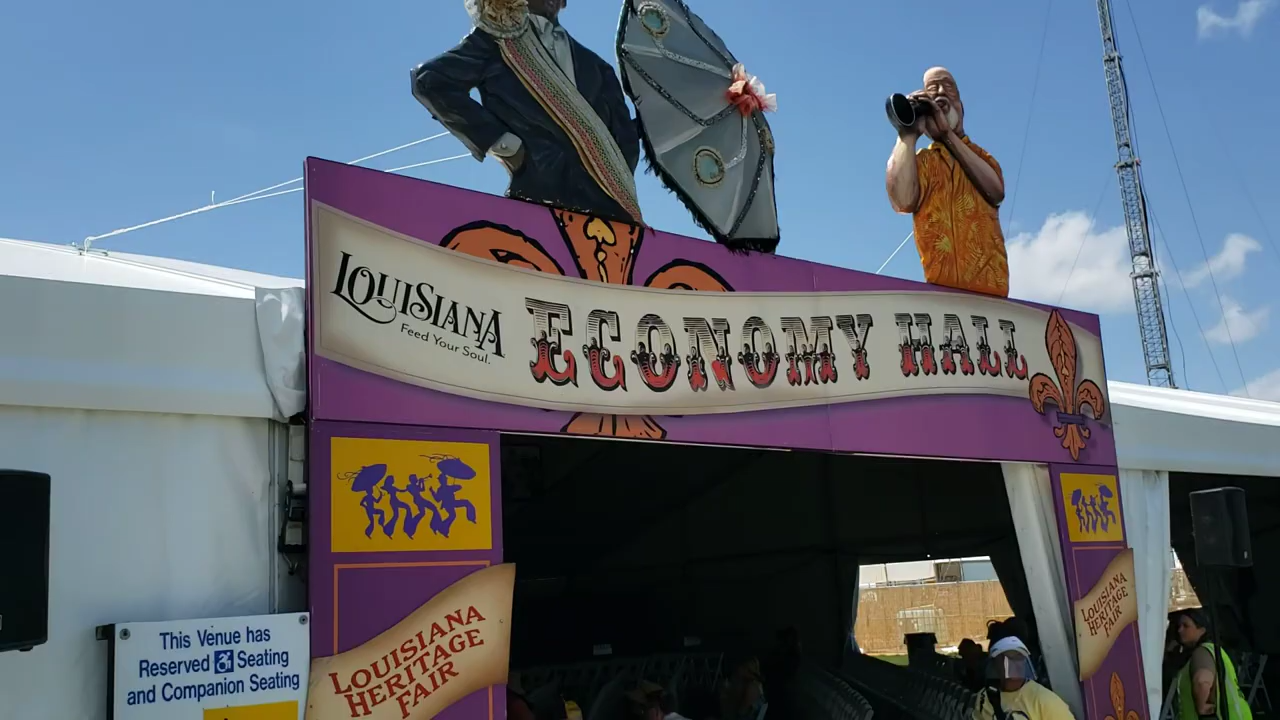 LOUISIANA
Feed Your Soul.
ECONOMY HALL
This Venue has
Reserved Seating
and Companion Seating
LOUISIANA
HERITAGE
FAIR
LOUISIANA
HERITAGE
FAIR